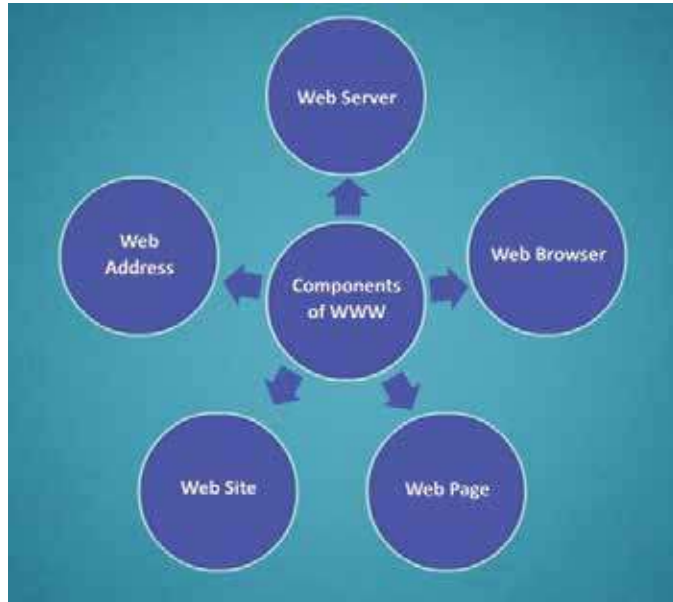 Web Server
Web
Address
Web Browser
Components
of WWW
Web Site
Web Page